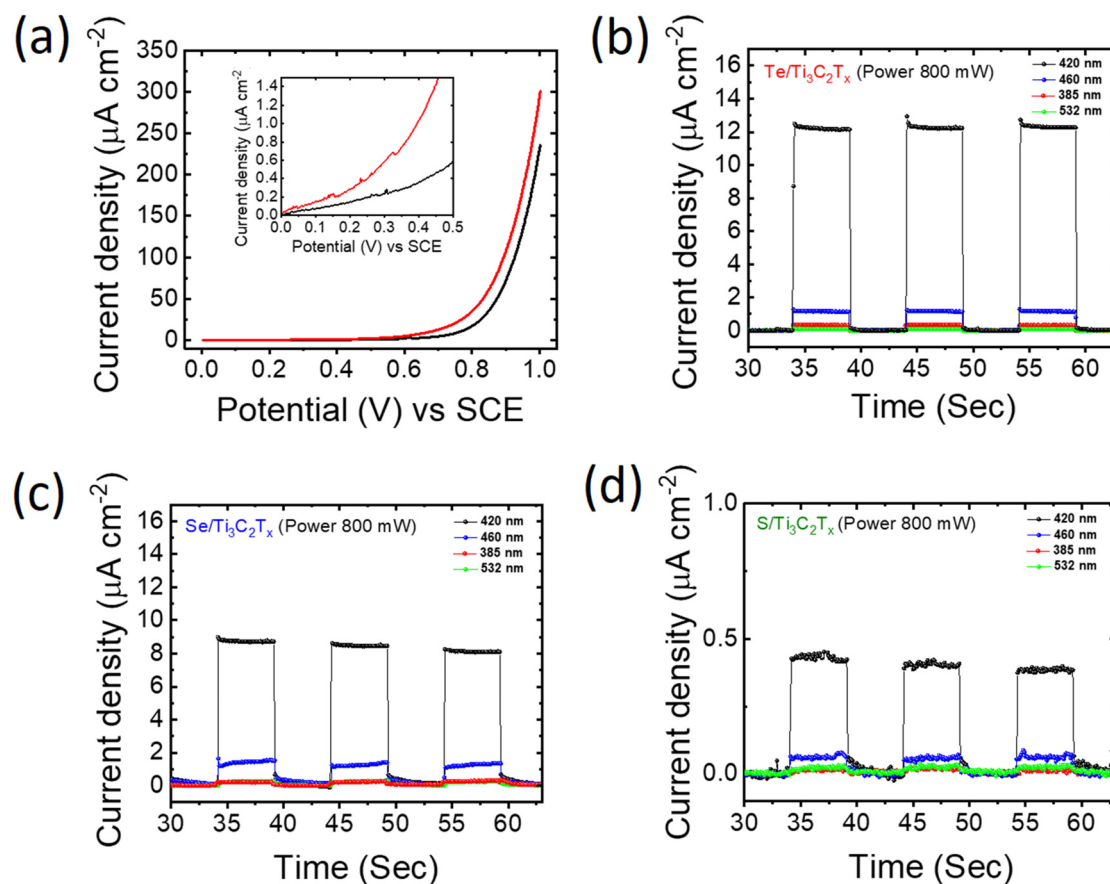 (a)
350
300
250
200
150
100
50
0
Current density (μA cm⁻²)
0.0 0.2 0.4 0.6 0.8 1.0
Potential (V) vs SCE
1.4
1.2
1.0
0.8
0.6
0.4
0.2
0.0
Current density (μA cm⁻²)
0.0 0.1 0.2 0.3 0.4 0.5
Potential (V) vs SCE
(b)
16
14
12
10
8
6
4
2
0
Current density (μA cm⁻²)
Te/Ti₃C₂Tₓ (Power 800 mW)
420 nm
460 nm
385 nm
532 nm
30 35 40 45 50 55 60
Time (Sec)
(c)
16
14
12
10
8
6
4
2
0
Current density (μA cm⁻²)
Se/Ti₃C₂Tₓ (Power 800 mW)
420 nm
460 nm
385 nm
532 nm
30 35 40 45 50 55 60
Time (Sec)
(d)
1.0
0.5
0.0
Current density (μA cm⁻²)
S/Ti₃C₂Tₓ (Power 800 mW)
420 nm
460 nm
385 nm
532 nm
30 35 40 45 50 55 60
Time (Sec)